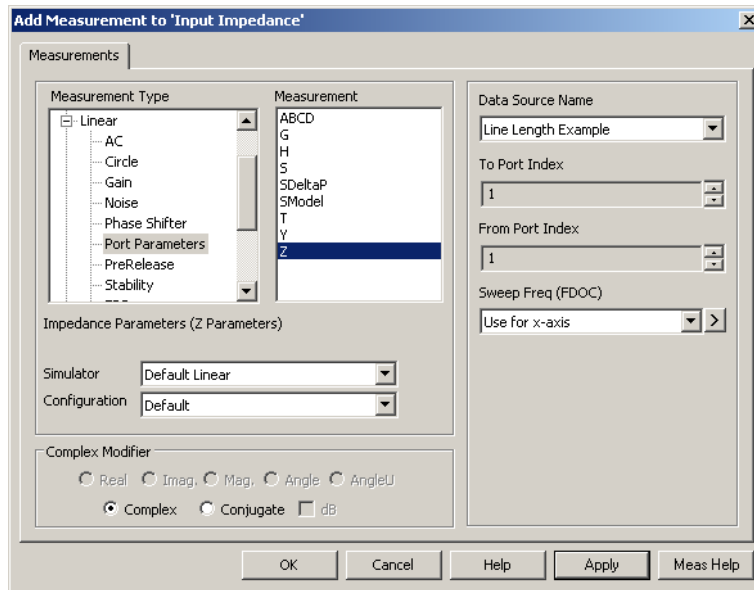 Add Measurement to 'Input Impedance'
Measurements
Measurement Type
Linear
AC
Circle
Gain
Noise
Phase Shifter
Port Parameters
PreRelease
Stability
Measurement
ABCD
G
H
S
SDeltaP
SModel
T
Y
Z
Impedance Parameters (Z Parameters)
Simulator
Default Linear
Configuration
Default
Complex Modifier
Real Imag. Mag. Angle AngleU
Complex Conjugate dB
Data Source Name
Line Length Example
To Port Index
1
From Port Index
1
Sweep Freq (FDOC)
Use for x-axis
>
OK Cancel Help Apply Meas Help